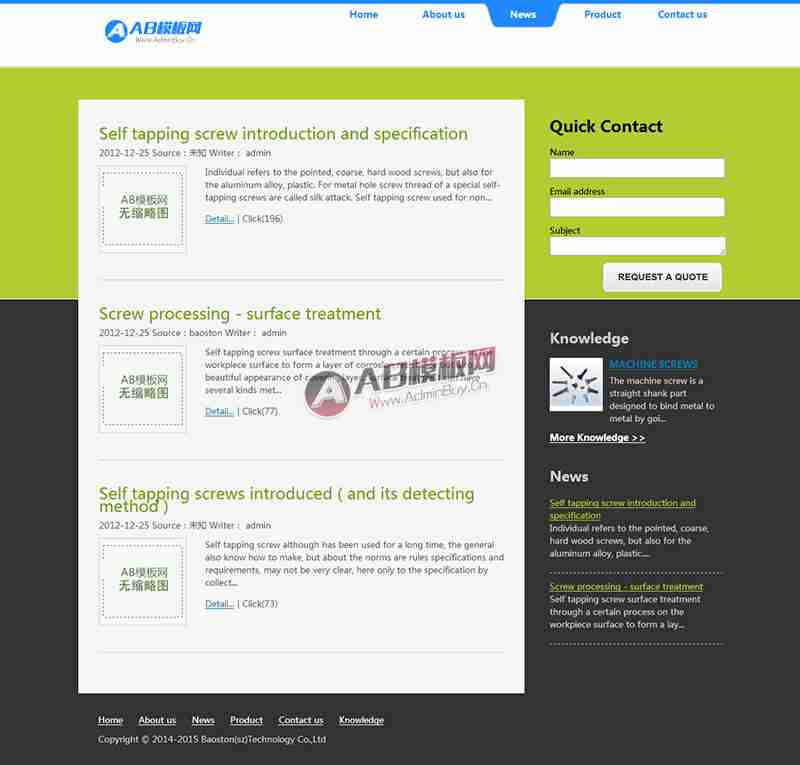 AB模板网
Www.AdminBuy.Cn
Home
About us
News
Product
Contact us
Self tapping screw introduction and specification
2012-12-25 Source：未知 Writer： admin
AB模板网
无缩略图
Individual refers to the pointed, coarse, hard wood screws, but also for
the aluminum alloy, plastic. For metal hole screw thread of a special self-
tapping screws are called silk attack. Self tapping screw used for non...
Detail... | Click(196)
Screw processing - surface treatment
2012-12-25 Source：baoston Writer： admin
AB模板网
无缩略图
Self tapping screw surface treatment through a certain process on the
workpiece surface to form a layer of
beautiful appearance of
several kinds met...
Detail... | Click(77)
AB模板网
Www.AdminBuy.Cn
Self tapping screws introduced ( and its detecting
method )
2012-12-25 Source：未知 Writer： admin
AB模板网
无缩略图
Self tapping screw although has been used for a long time, the general
also know how to make, but about the norms are rules specifications and
requirements, may not be very clear, here only to the specification by
collect...
Detail... | Click(73)
Quick Contact
Name
Email address
Subject
REQUEST A QUOTE
Knowledge
MACHINE SCREWS
The machine screw is a
straight shank part
designed to bind metal to
metal by goi...
More Knowledge >>
News
Self tapping screw introduction and
specification
Individual refers to the pointed, coarse,
hard wood screws, but also for the
aluminum alloy, plastic....
Screw processing - surface treatment
Self tapping screw surface treatment
through a certain process on the
workpiece surface to form a lay...
Home
About us
News
Product
Contact us
Knowledge
Copyright © 2014-2015 Baoston(sz)Technology Co.,Ltd